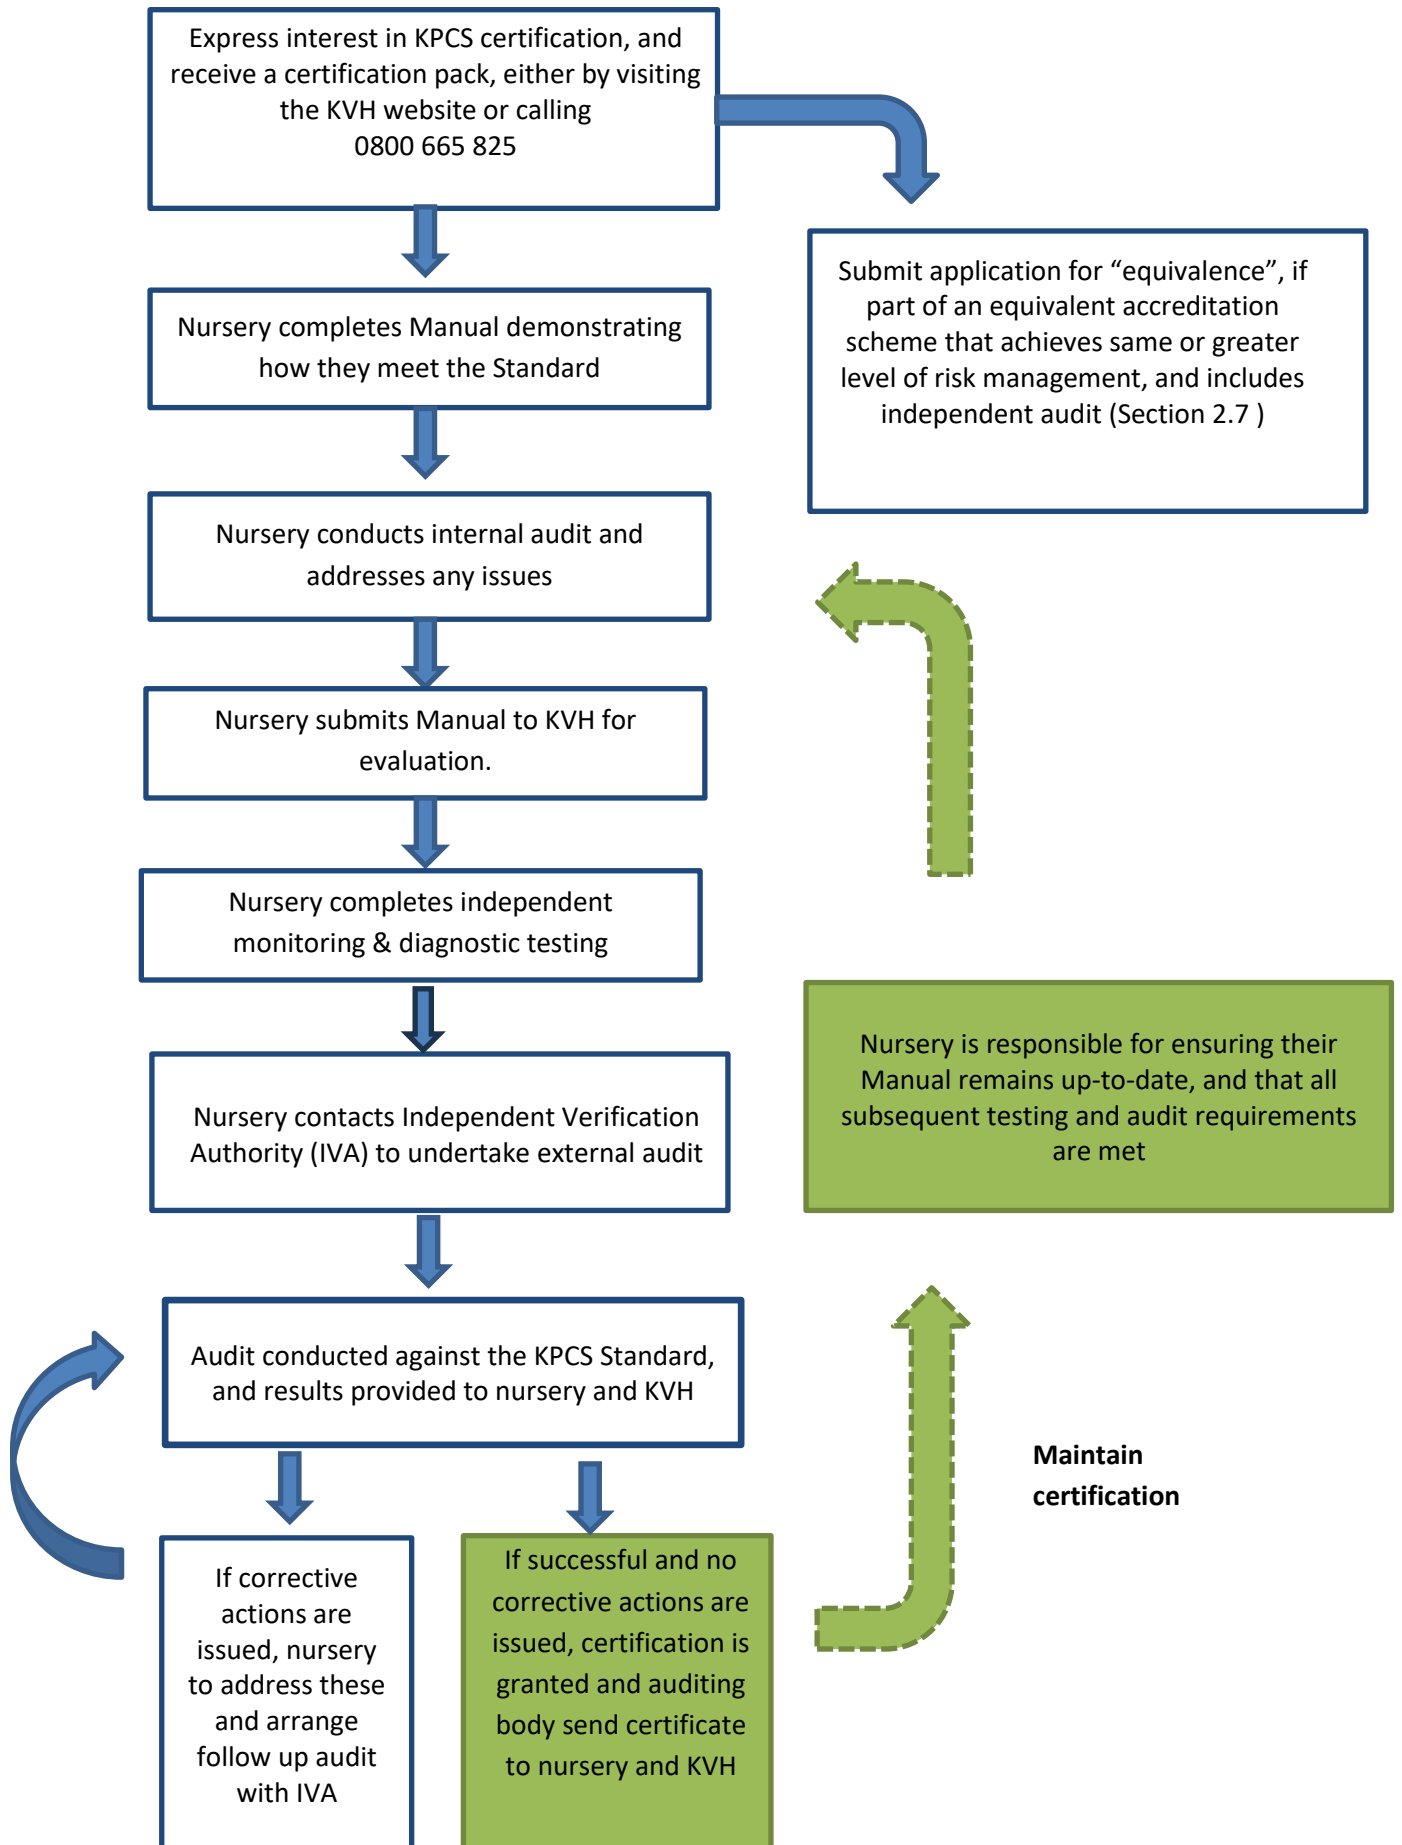 Express interest in KPCS certification, and
receive a certification pack, either by visiting
the KVH website or calling
0800 665 825
Submit application for “equivalence”, if
part of an equivalent accreditation
scheme that achieves same or greater
level of risk management, and includes
independent audit (Section 2.7 )
Nursery completes Manual demonstrating
how they meet the Standard
Nursery conducts internal audit and
addresses any issues
Nursery submits Manual to KVH for
evaluation.
Nursery completes independent
monitoring & diagnostic testing
Nursery contacts Independent Verification
Authority (IVA) to undertake external audit
Nursery is responsible for ensuring their
Manual remains up-to-date, and that all
subsequent testing and audit requirements
are met
Audit conducted against the KPCS Standard,
and results provided to nursery and KVH
Maintain
certification
If corrective
actions are
issued, nursery
to address these
and arrange
follow up audit
with IVA
If successful and no
corrective actions are
issued, certification is
granted and auditing
body send certificate
to nursery and KVH